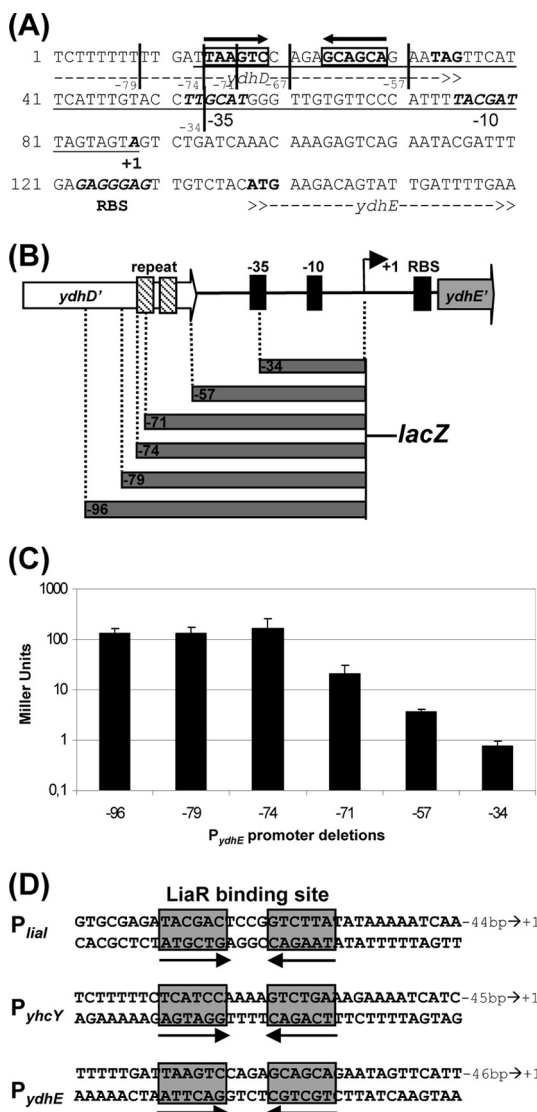 (A)
1 TCTTTTTTTT TTGATTAAGTC CAGAGCAGCAG AATAGTTCAT
-79 -74 -71 -67 -57
ydhD >>
41 TCATTTGTAC CTTGCATGGG TTGTGTTCCC ATTTTACGAT
-34 -35 -10
81 TAGTAGTAGT CTGATCAAAC AAAGAGTCAG AATACGATTT
+1
121 GAGAGGGAGT TGTCTACATG AAGACAGTAT TGATTTTGAA
RBS >> ydhE >>
(B)
repeat -35 -10 +1 RBS
ydhD' ydhE'
-34
-57
-71
lacZ
-74
-79
-96
(C)
1000
100
10
1
0,1
Miller Units
-96 -79 -74 -71 -57 -34
PydhE promoter deletions
(D)
LiaR binding site
PliaI GTGCGAGATACGACTCCGGTCTTATATAAAAATCAA-44bp→+1
CACGCTCTATGCTGAGGCCAGAATATATTTTTAGTT
PyhcY TCTTTTTCTCATCCAAAAGTCTGAAAGAAAATCATC-45bp→+1
AGAAAAAGAGTAGGTTTTCAGACTTTCTTTTAGTAG
PydhE TTTTTGATTAAGTCCAGAGCAGCAGAATAGTTCATT-46bp→+1
AAAAACTAATTCAGGTCTCGTCGTCTTATCAAGTAA